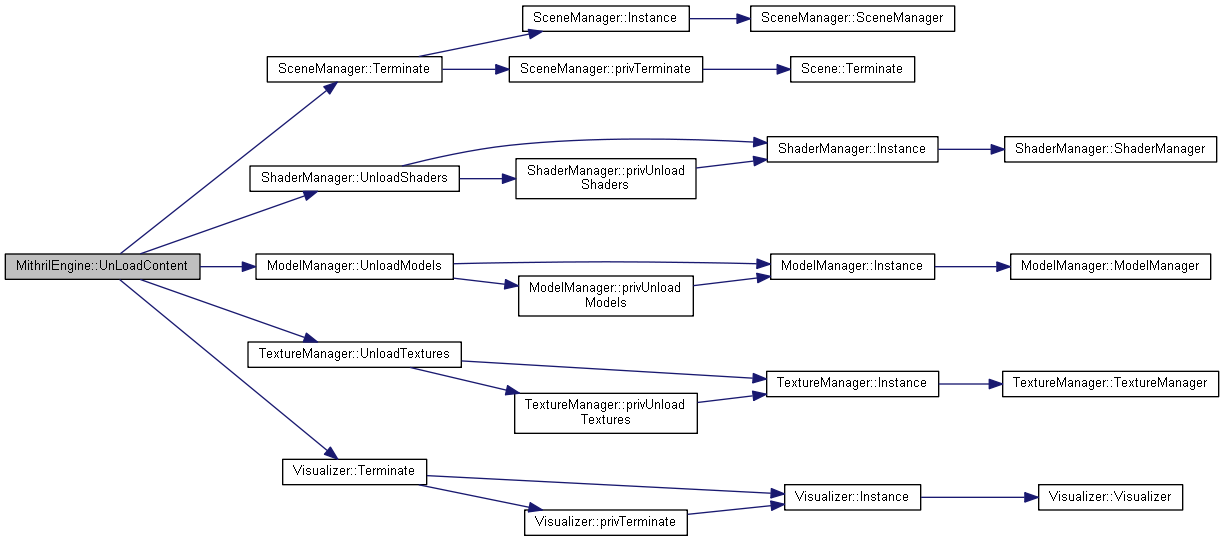 SceneManager::Instance
SceneManager::SceneManager
SceneManager::Terminate
SceneManager::privTerminate
Scene::Terminate
ShaderManager::Instance
ShaderManager::ShaderManager
ShaderManager::UnloadShaders
ShaderManager::privUnload
Shaders
MithrilEngine::UnLoadContent
ModelManager::UnloadModels
ModelManager::Instance
ModelManager::ModelManager
ModelManager::privUnload
Models
TextureManager::UnloadTextures
TextureManager::Instance
TextureManager::TextureManager
TextureManager::privUnload
Textures
Visualizer::Terminate
Visualizer::Instance
Visualizer::Visualizer
Visualizer::privTerminate